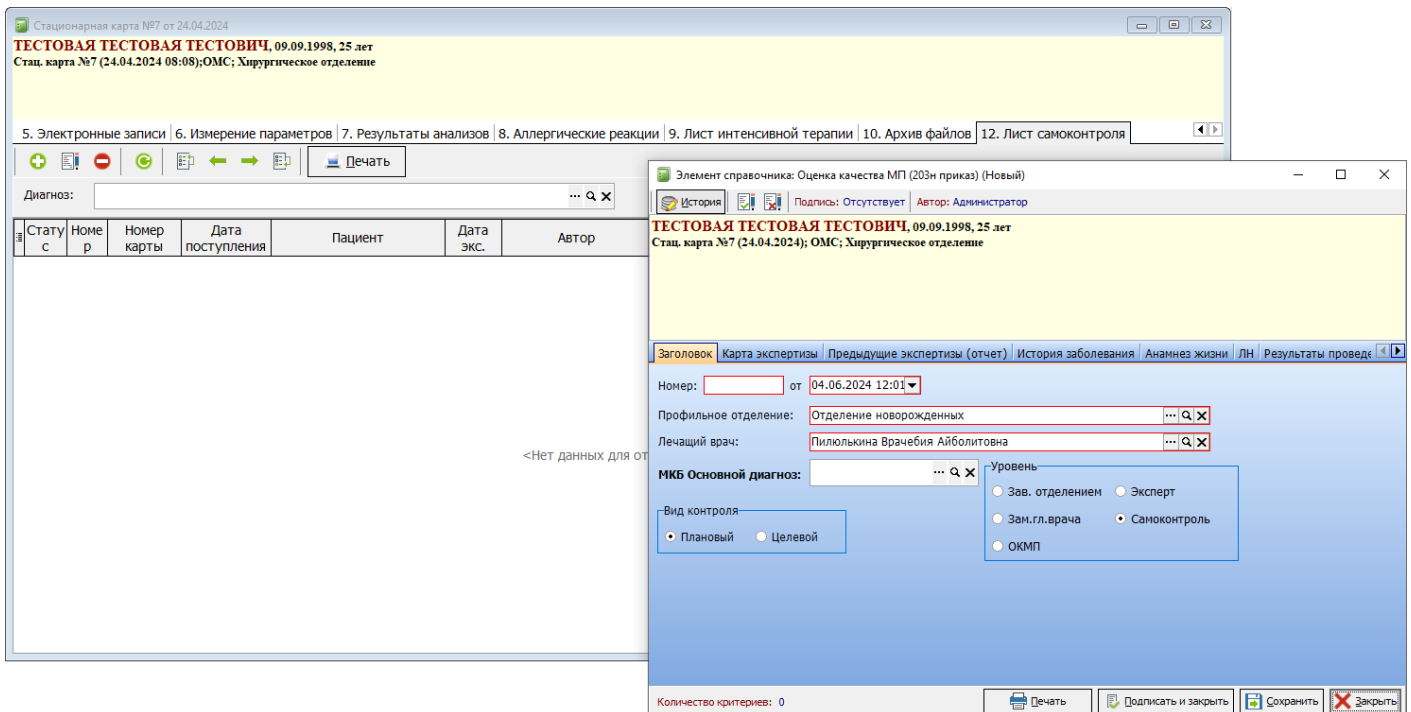 Стационарная карта №7 от 24.04.2024
ТЕСТОВАЯ ТЕСТОВАЯ ТЕСТОВИЧ, 09.09.1998, 25 лет
Стац. карта №7 (24.04.2024 08:08);ОМС; Хирургическое отделение
5. Электронные записи 6. Измерение параметров 7. Результаты анализов 8. Аллергические реакции 9. Лист интенсивной терапии 10. Архив файлов 12. Лист самоконтроля
Печать
Диагноз:
Стату
с
Номе
р
Номер
карты
Дата
поступления
Пациент
Дата
экс.
Автор
<Нет данных для от
Элемент справочника: Оценка качества МП (203н приказ) (Новый)
История Подпись: Отсутствует Автор: Администратор
ТЕСТОВАЯ ТЕСТОВАЯ ТЕСТОВИЧ, 09.09.1998, 25 лет
Стац. карта №7 (24.04.2024); ОМС; Хирургическое отделение
Заголовок Карта экспертизы Предыдущие экспертизы (отчет) История заболевания Анамнез жизни ЛН Результаты проведе
Номер: от 04.06.2024 12:01
Профильное отделение: Отделение новорожденных
Лечащий врач: Пилюлькина Врачебия Айболитовна
МКБ Основной диагноз:
Уровень
Зав. отделением Эксперт
Зам.гл.врача Самоконтроль
ОКМП
Вид контроля
Плановый Целевой
Количество критериев: 0
Печать Подписать и закрыть Сохранить Закрыть